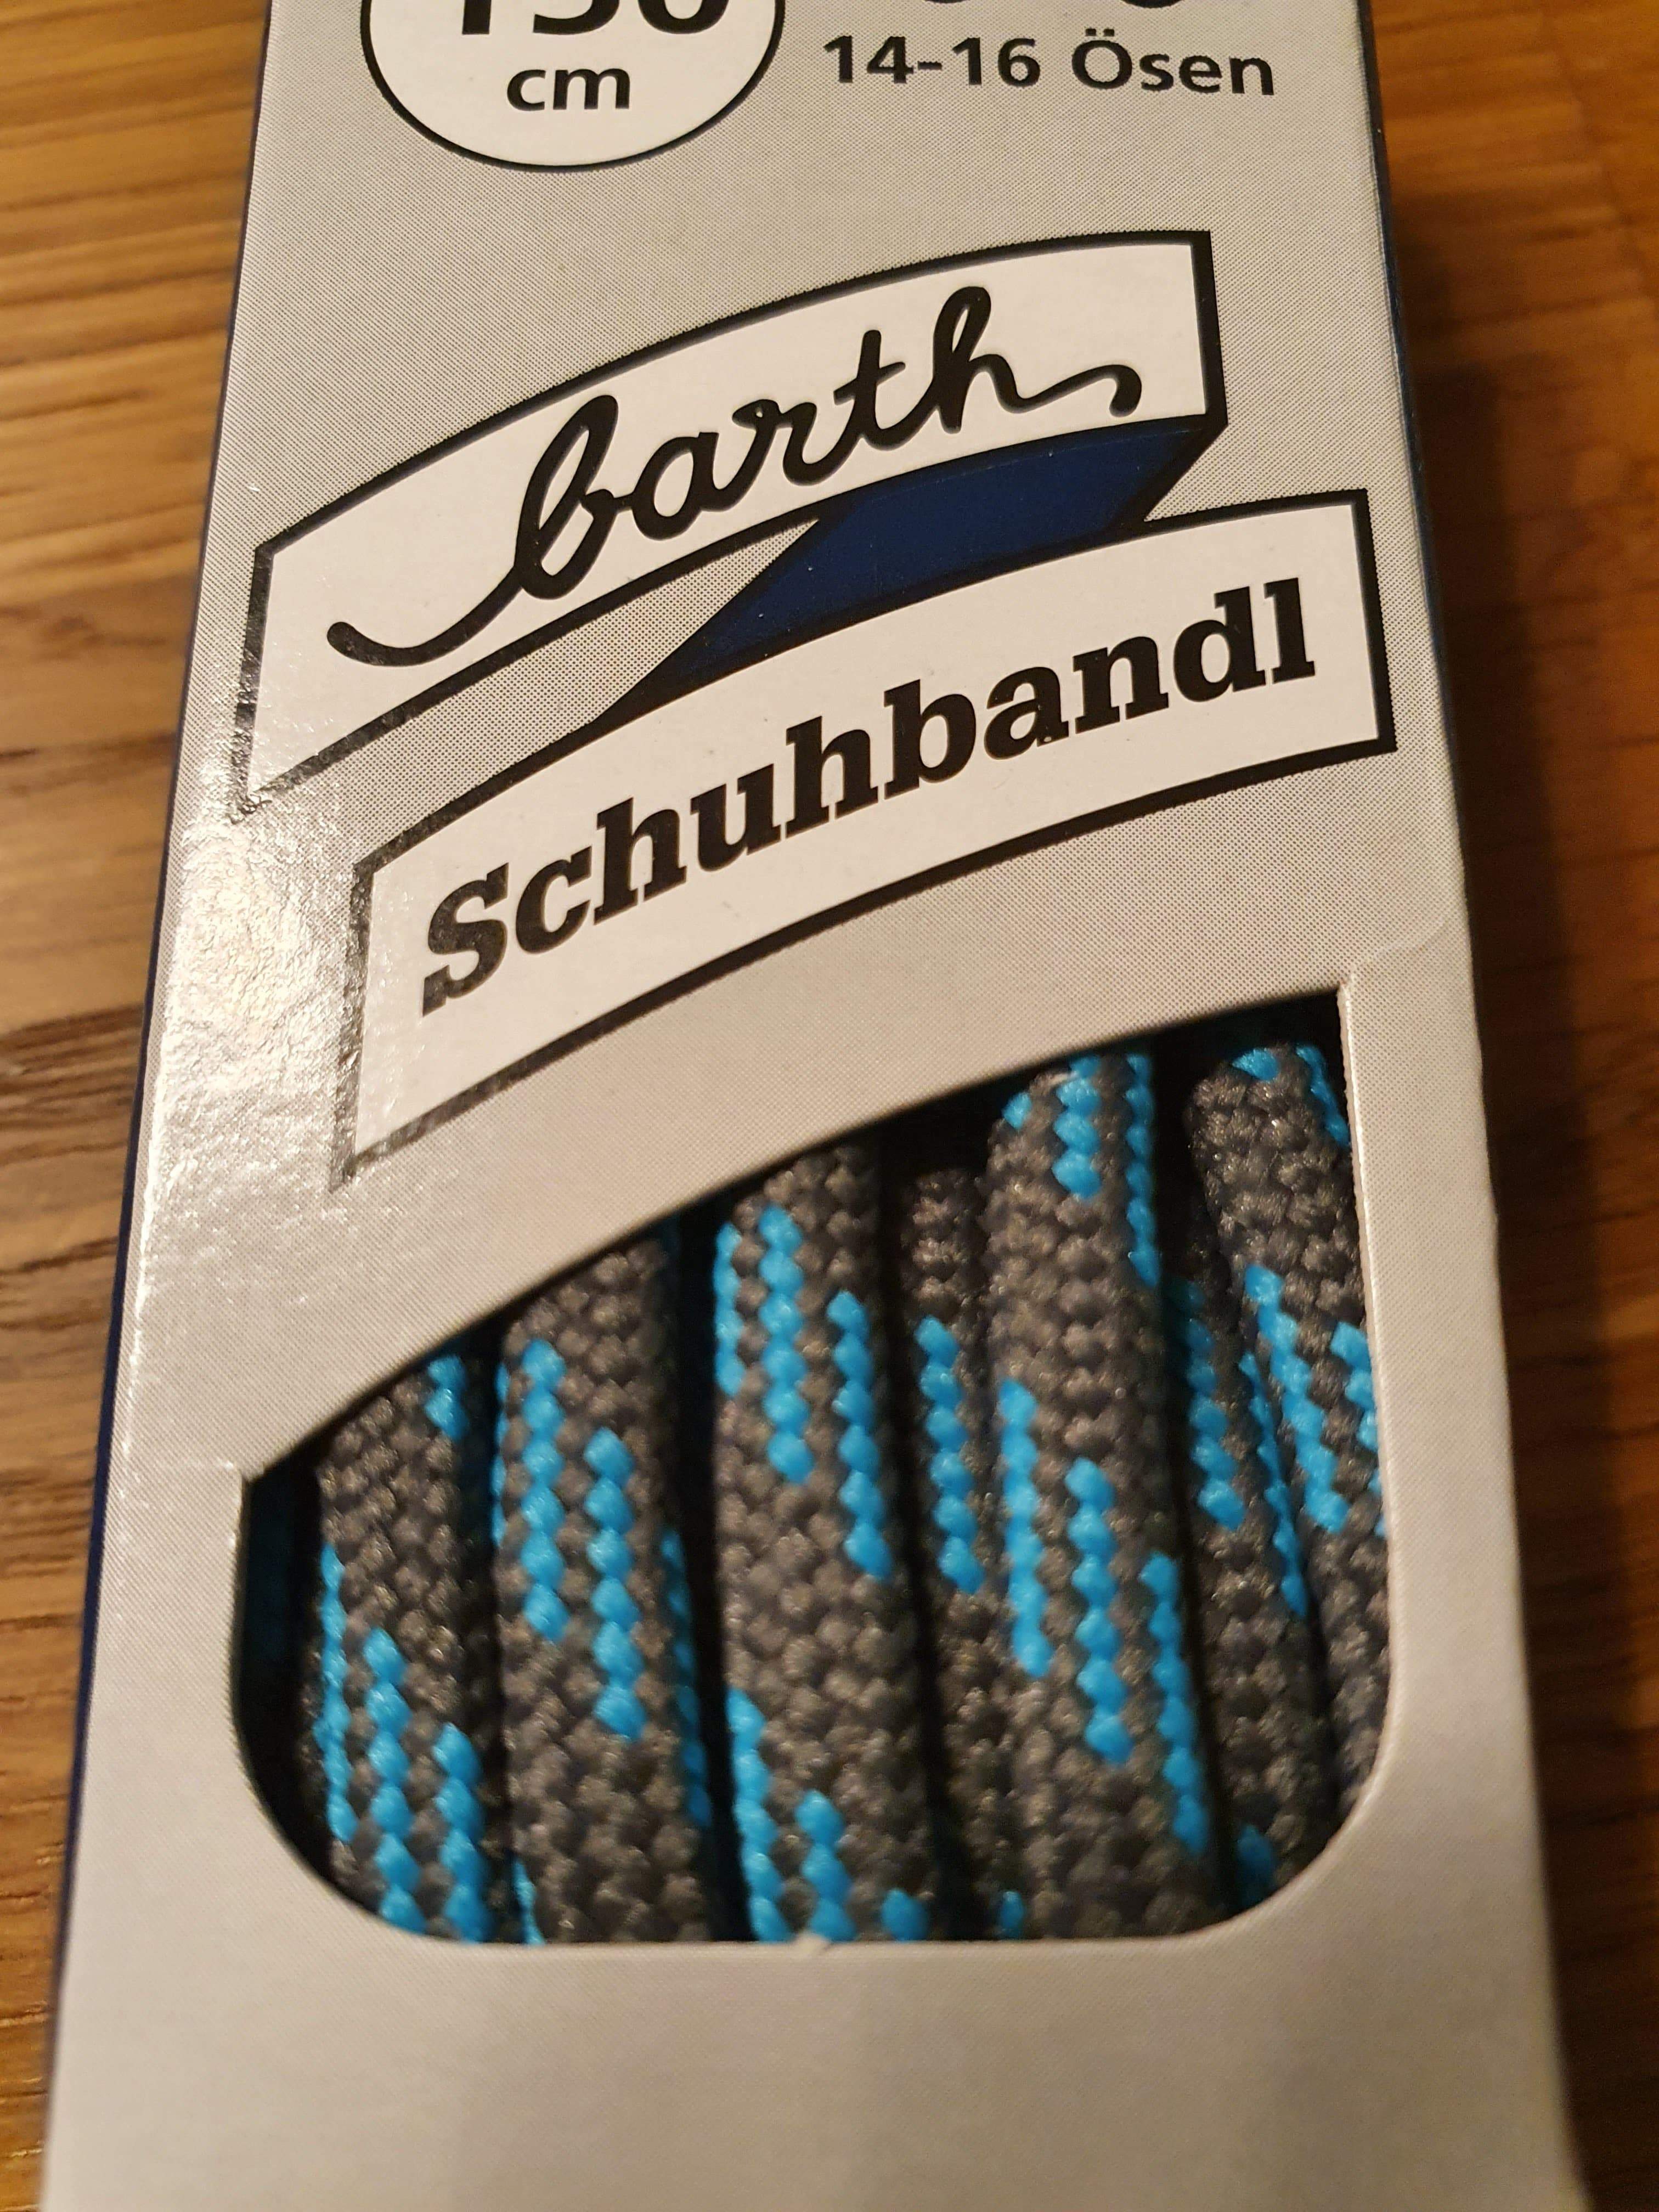 cm
14-16 Ösen
barth
Schuhbandl